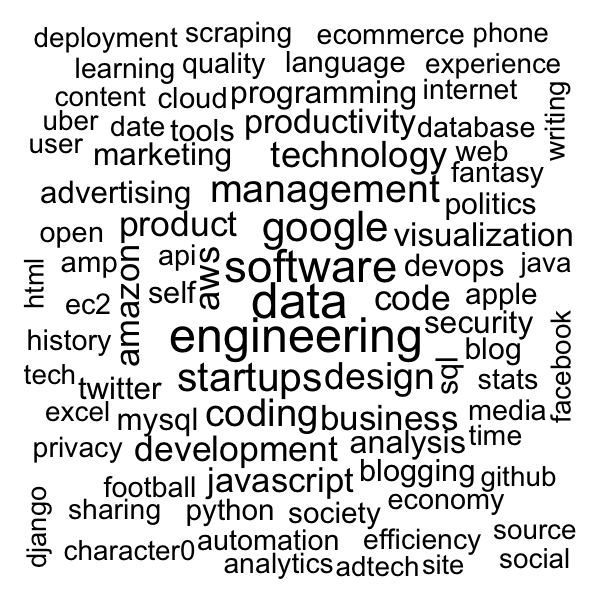 deployment scraping ecommerce phone
learning quality language experience
content cloud programming internet
uber date tools productivity database writing
user marketing technology web
fantasy
advertising management politics
open product google visualization
html amp amazon api aws software devops java
ec2 self data code apple
history engineering security facebook
blog
tech twitter startups design sql stats
excel mysql coding business media
privacy development analysis time
football javascript blogging github
django sharing python society economy
character0 automation efficiency source
analytics adtech site social